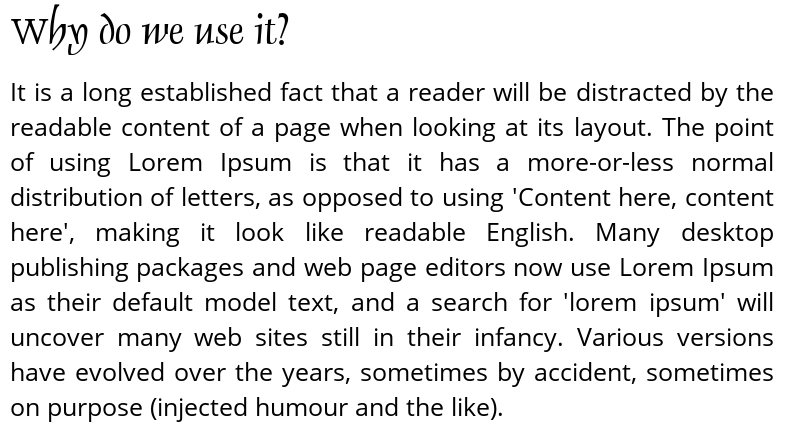 Why do we use it?
It is a long established fact that a reader will be distracted by the
readable content of a page when looking at its layout. The point
of using Lorem Ipsum is that it has a more-or-less normal
distribution of letters, as opposed to using 'Content here, content
here', making it look like readable English. Many desktop
publishing packages and web page editors now use Lorem Ipsum
as their default model text, and a search for 'lorem ipsum' will
uncover many web sites still in their infancy. Various versions
have evolved over the years, sometimes by accident, sometimes
on purpose (injected humour and the like).